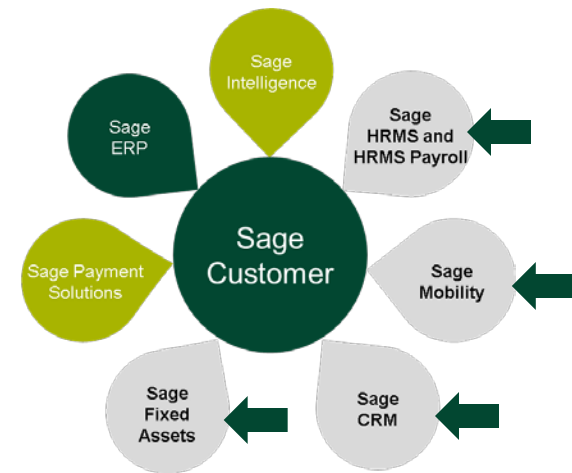 Sage
Intelligence
Sage
HRMS and
HRMS Payroll
Sage
ERP
Sage
Customer
Sage Payment
Solutions
Sage
Mobility
Sage
Fixed
Assets
Sage
CRM